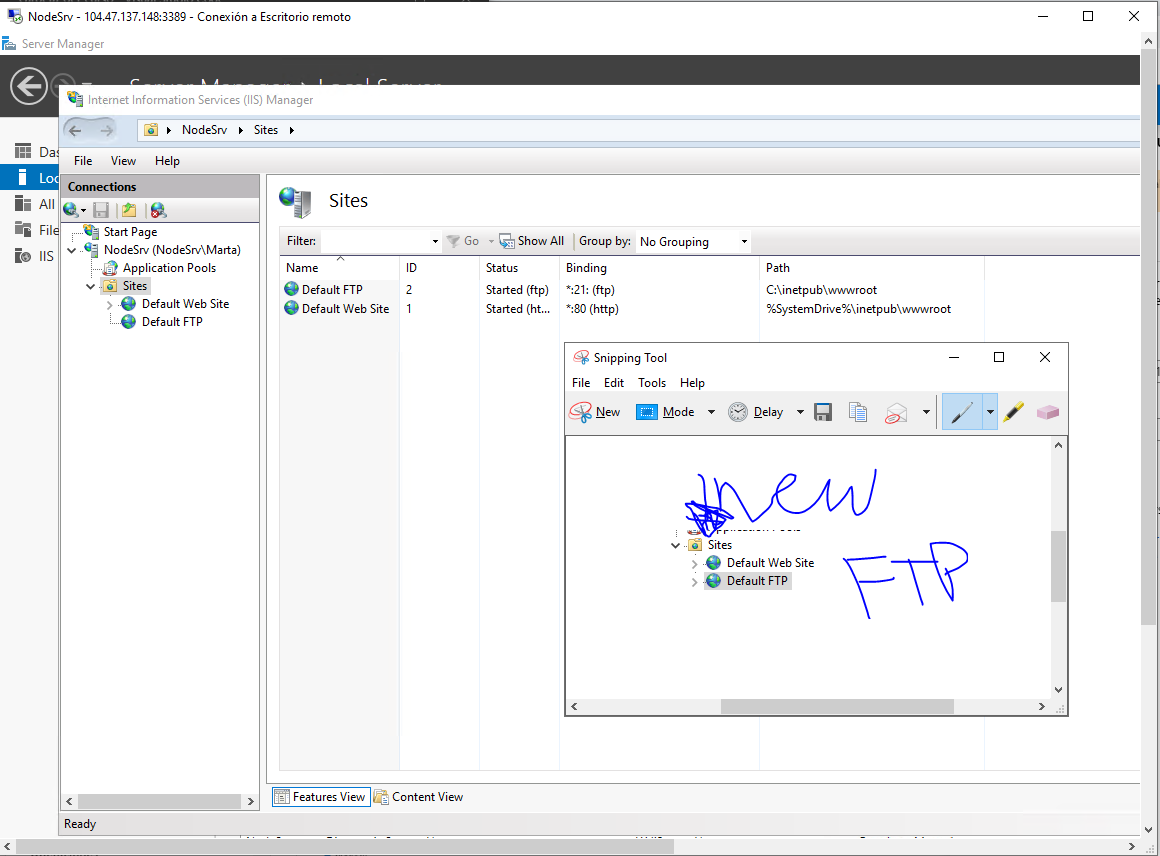 NodeSrv - 104.47.137.148:3389 - Conexión a Escritorio remoto
Server Manager
Server Manager Local Server
Internet Information Services (IIS) Manager
NodeSrv Sites
File View Help
Das
Loc
All
File
IIS
Connections
Start Page
NodeSrv (NodeSrv\Marta)
Application Pools
Sites
Default Web Site
Default FTP
Sites
Filter: Go Show All Group by: No Grouping
Name ID Status Binding Path
Default FTP 2 Started (ftp) *:21: (ftp) C:\inetpub\wwwroot
Default Web Site 1 Started (ht... *:80 (http) %SystemDrive%\inetpub\wwwroot
Snipping Tool
File Edit Tools Help
New Mode Delay
new
Application Pools
Sites
Default Web Site
Default FTP
FTP
Features View Content View
Ready